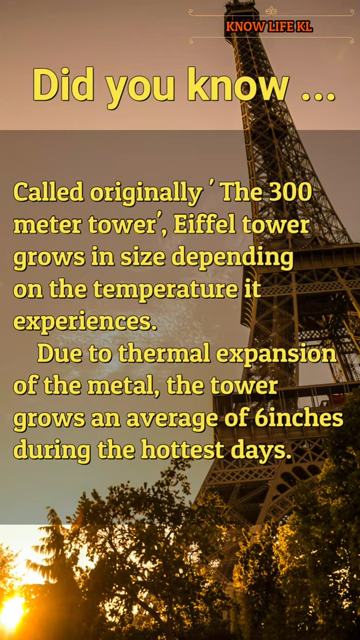 KNOW LIFE KL
Did you know ...
Called originally ' The 300
meter tower', Eiffel tower
grows in size depending
on the temperature it
experiences.
Due to thermal expansion
of the metal, the tower
grows an average of 6inches
during the hottest days.